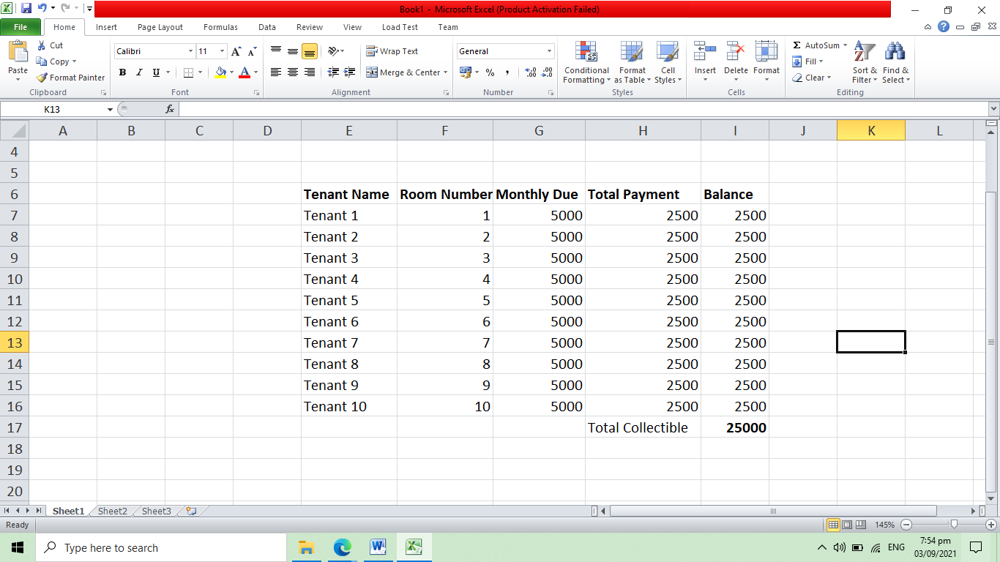 Book1 - Microsoft Excel (Product Activation Failed)
File Home Insert Page Layout Formulas Data Review View Load Test Team
Paste Cut Copy Format Painter
Calibri 11
B I U
Wrap Text
Merge & Center
General
% ,
Conditional Formatting Format as Table Cell Styles
Insert Delete Format
Σ AutoSum Fill Clear
Sort & Filter Find & Select
Clipboard Font Alignment Number Styles Cells Editing
K13 fx
A B C D E F G H I J K L
4
5
6 Tenant Name Room Number Monthly Due Total Payment Balance
7 Tenant 1 1 5000 2500 2500
8 Tenant 2 2 5000 2500 2500
9 Tenant 3 3 5000 2500 2500
10 Tenant 4 4 5000 2500 2500
11 Tenant 5 5 5000 2500 2500
12 Tenant 6 6 5000 2500 2500
13 Tenant 7 7 5000 2500 2500
14 Tenant 8 8 5000 2500 2500
15 Tenant 9 9 5000 2500 2500
16 Tenant 10 10 5000 2500 2500
17 Total Collectible 25000
18
19
20
Sheet1 Sheet2 Sheet3
Ready 145%
Type here to search
ENG
7:54 pm
03/09/2021